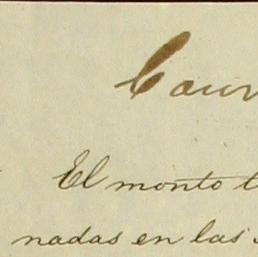 El monto
nadas en las